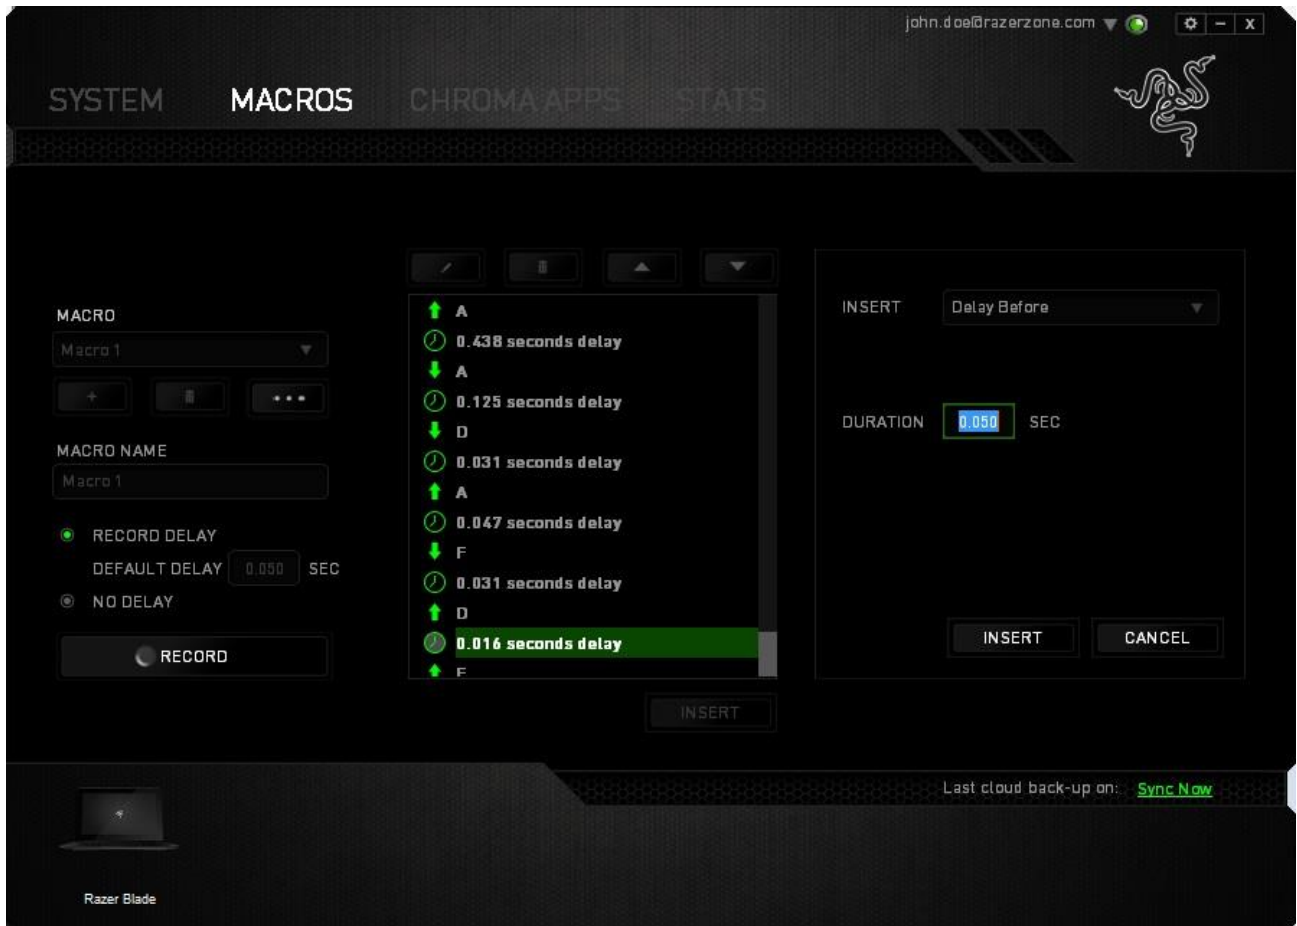 john.doe@razerzone.com
X
SYSTEM
MACROS
CHROMA APPS
STATS
MACRO
Macro 1
MACRO NAME
Macro 1
RECORD DELAY
DEFAULT DELAY 0.050 SEC
NO DELAY
RECORD
A
0.438 seconds delay
A
0.125 seconds delay
D
0.031 seconds delay
A
0.047 seconds delay
F
0.031 seconds delay
D
0.016 seconds delay
INSERT
INSERT Delay Before
DURATION 0.050 SEC
INSERT
CANCEL
Last cloud back-up on: Sync Now
Razer Blade